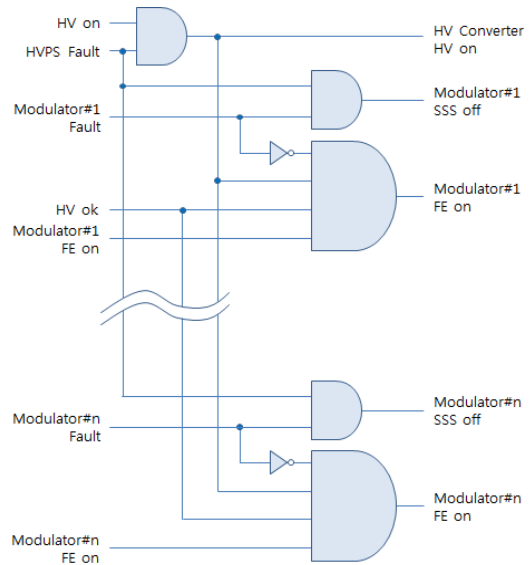 HV on
HVPS Fault
HV Converter
HV on
Modulator#1
SSS off
Modulator#1
Fault
Modulator#1
FE on
HV ok
Modulator#1
FE on
Modulator#n
SSS off
Modulator#n
Fault
Modulator#n
FE on
Modulator#n
FE on